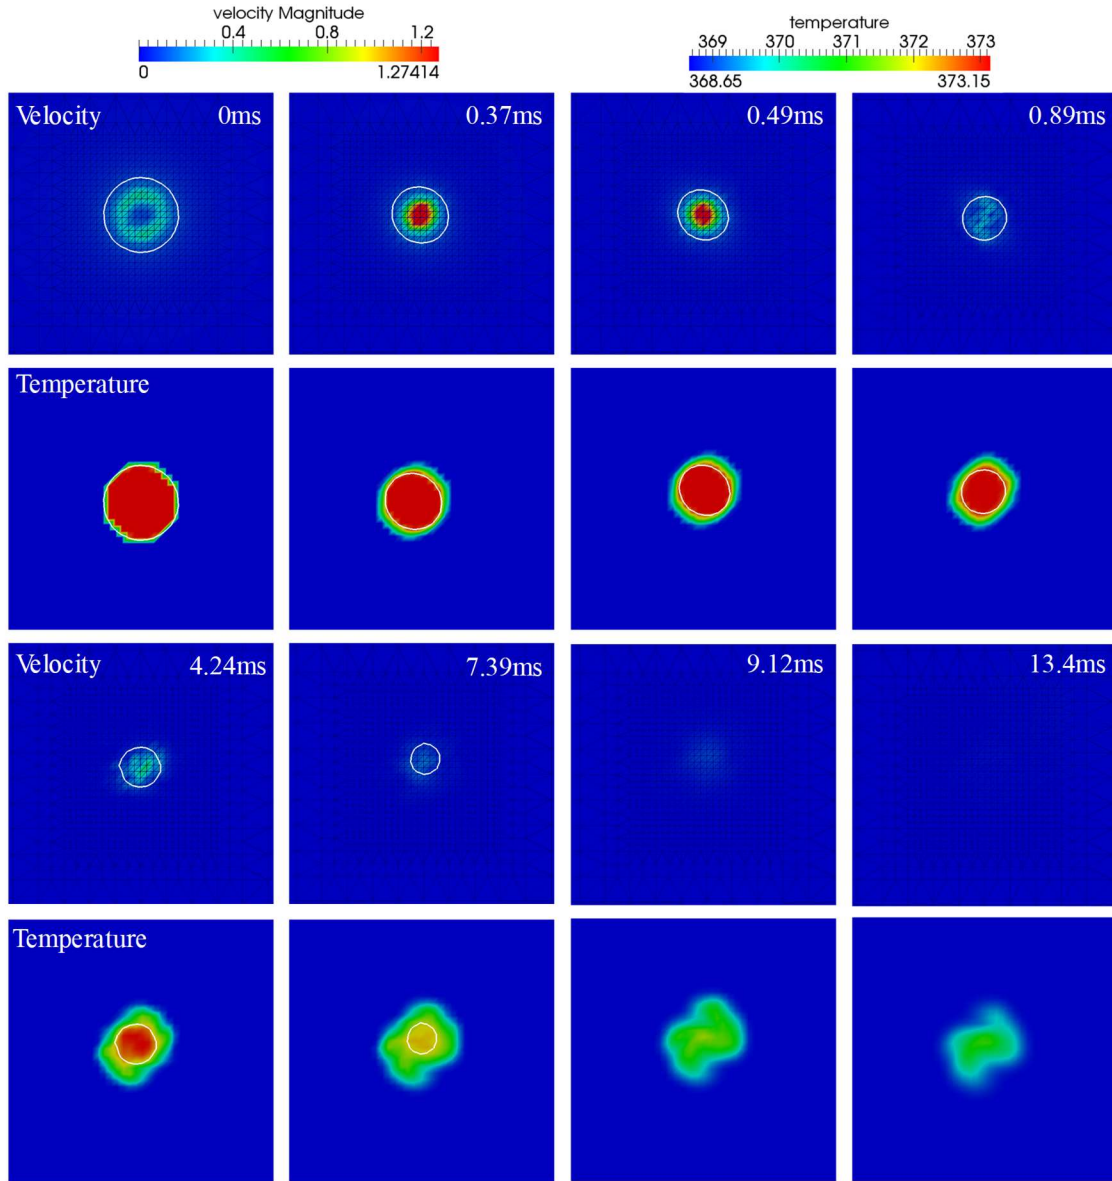 velocity Magnitude
0.4 0.8 1.2
0 1.27414
temperature
369 370 371 372 373
368.65 373.15
Velocity 0ms
0.37ms
0.49ms
0.89ms
Temperature
Velocity 4.24ms
7.39ms
9.12ms
13.4ms
Temperature